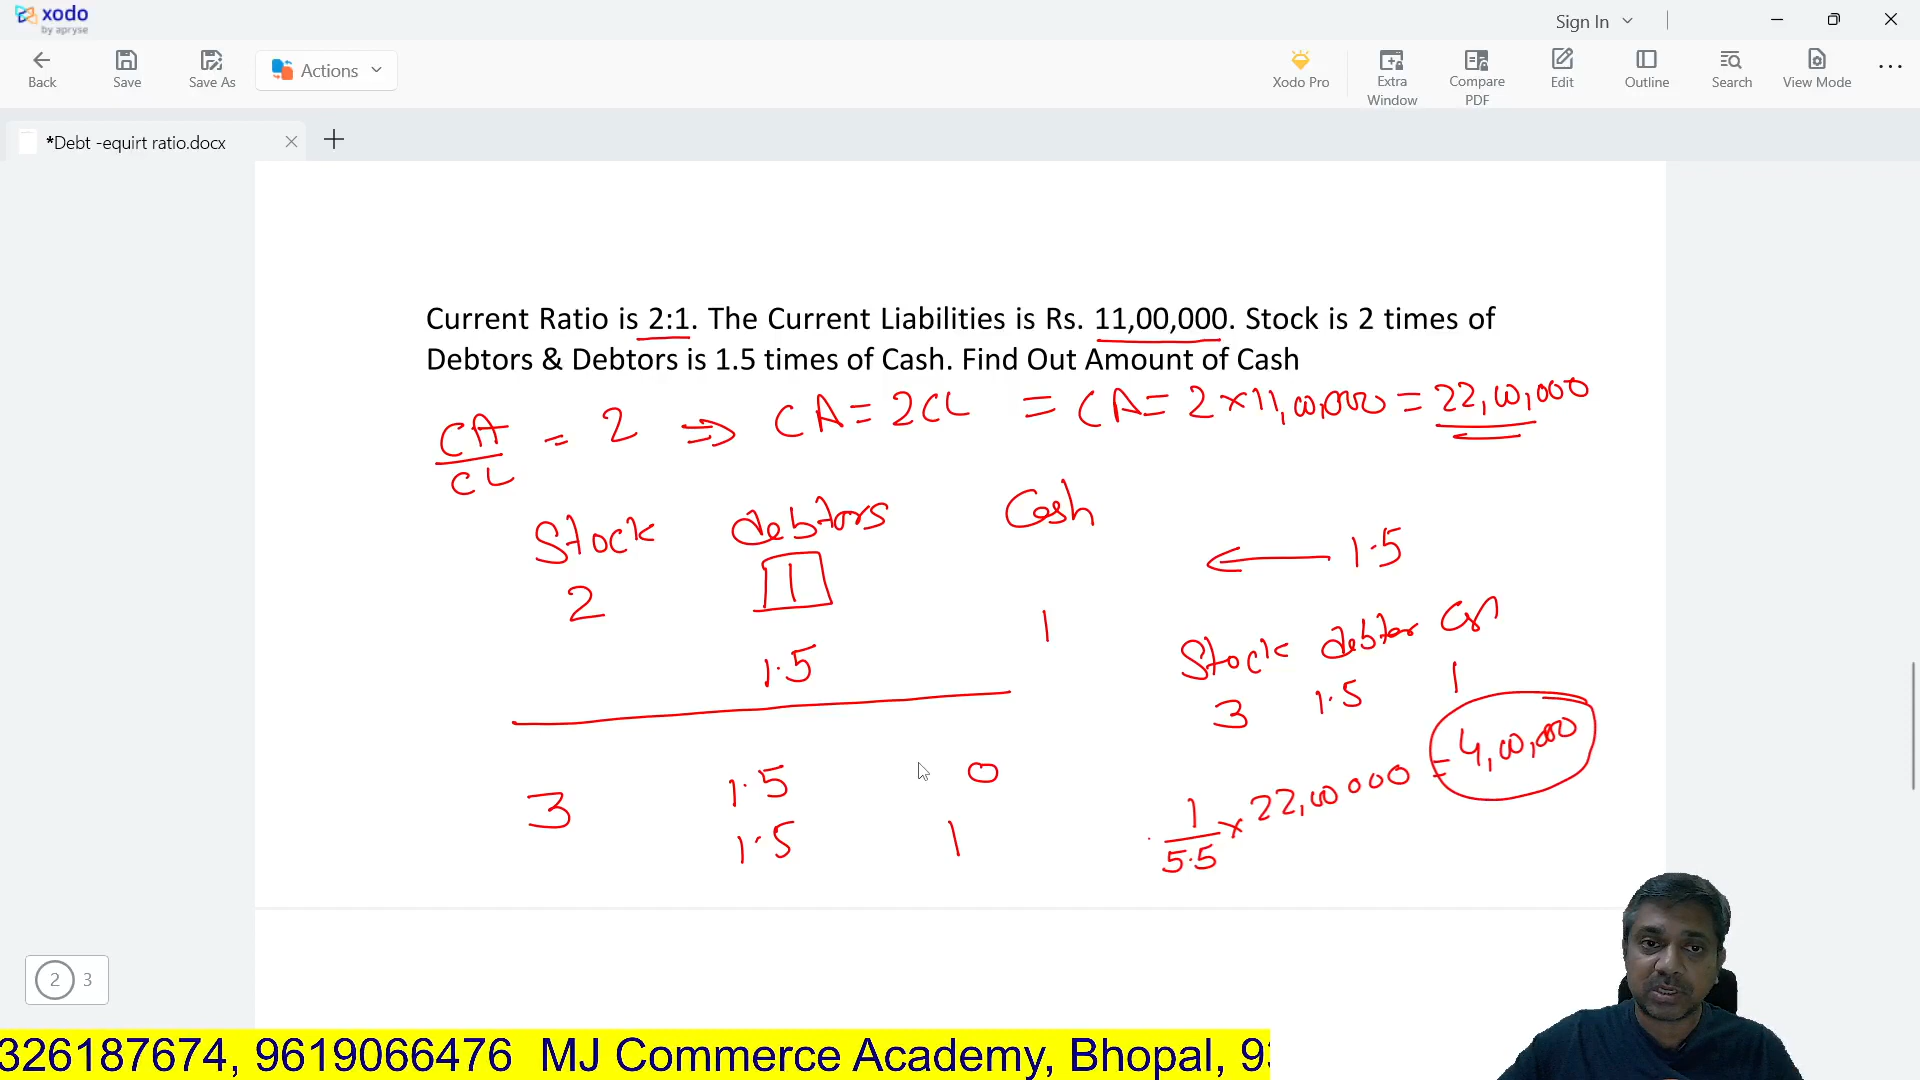 xodo
by apryse
Sign In
Back
Save
Save As
Actions
Xodo Pro
Extra Window
Compare PDF
Edit
Outline
Search
View Mode
*Debt -equirt ratio.docx
Current Ratio is 2:1. The Current Liabilities is Rs. 11,00,000. Stock is 2 times of
Debtors & Debtors is 1.5 times of Cash. Find Out Amount of Cash
CA/CL = 2 ⇒ CA = 2CL = CA = 2 × 11,00,000 = 22,00,000
Stock debtors Cash
2 1
1.5 1
3 1.5 0
1.5 1
← 1.5
Stock debtor
3 1.5 1
1/5.5 × 22,00000 = 4,00,000
2 3
326187674, 9619066476 MJ Commerce Academy, Bhopal, 93